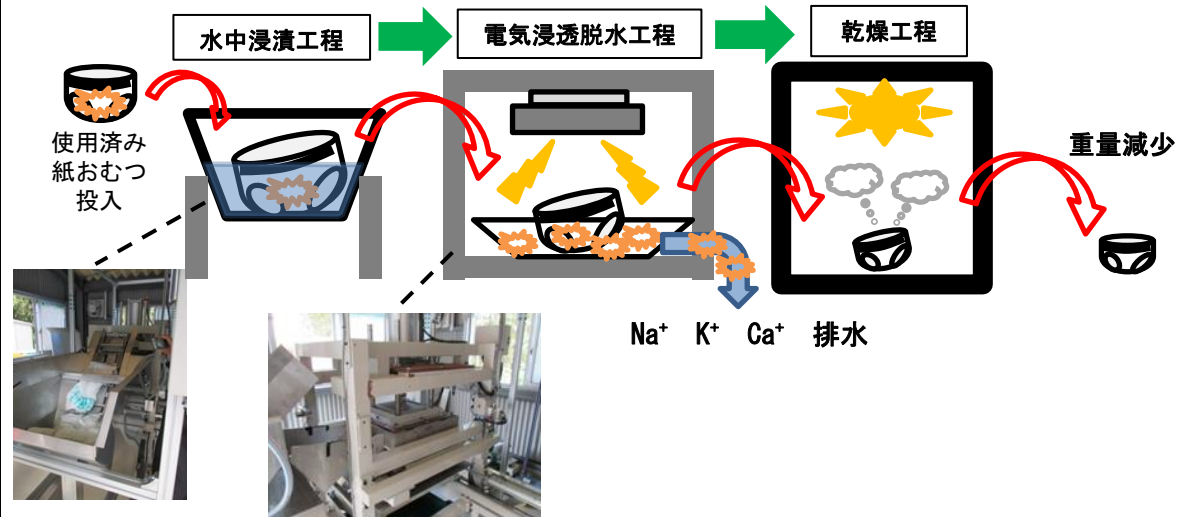 水中浸漬工程
電気浸透脱水工程
乾燥工程
使用済み
紙おむつ
投入
重量減少
Na⁺ K⁺ Ca⁺ 排水